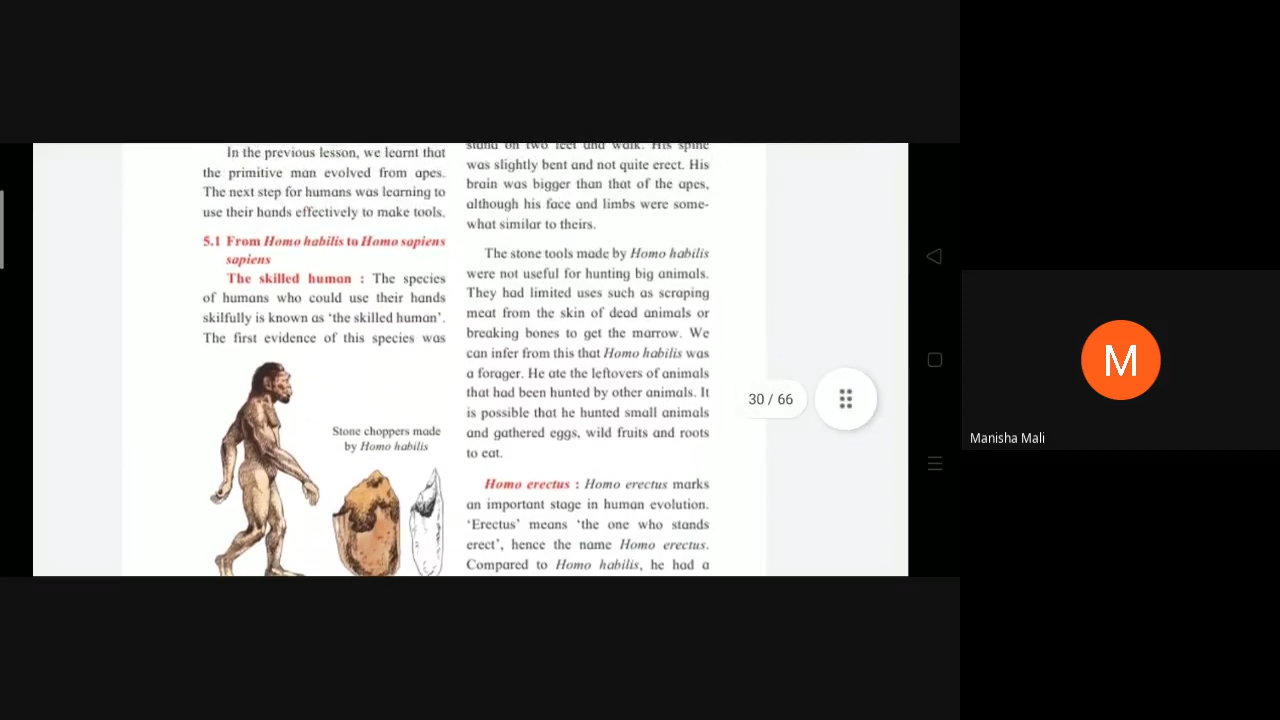 In the previous lesson, we learnt that
the primitive man evolved from apes.
The next step for humans was learning to
use their hands effectively to make tools.
5.1 From Homo habilis to Homo sapiens
sapiens
The skilled human : The species
of humans who could use their hands
skilfully is known as ‘the skilled human’.
The first evidence of this species was
Stone choppers made
by Homo habilis
stand on two feet and walk. His spine
was slightly bent and not quite erect. His
brain was bigger than that of the apes,
although his face and limbs were some-
what similar to theirs.
The stone tools made by Homo habilis
were not useful for hunting big animals.
They had limited uses such as scraping
meat from the skin of dead animals or
breaking bones to get the marrow. We
can infer from this that Homo habilis was
a forager. He ate the leftovers of animals
that had been hunted by other animals. It
is possible that he hunted small animals
and gathered eggs, wild fruits and roots
to eat.
Homo erectus : Homo erectus marks
an important stage in human evolution.
‘Erectus’ means ‘the one who stands
erect’, hence the name Homo erectus.
Compared to Homo habilis, he had a
30 / 66
M
Manisha Mali